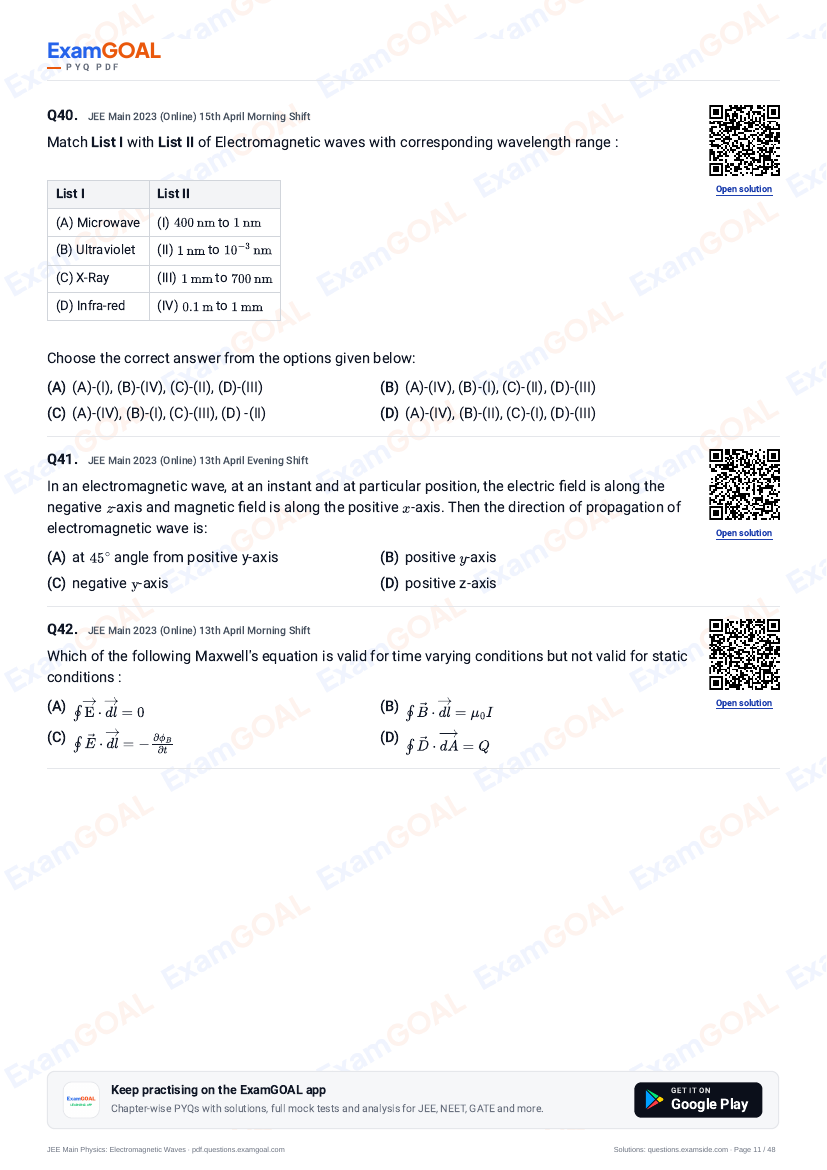 ExamGOAL
PYQ PDF
Q40. JEE Main 2023 (Online) 15th April Morning Shift
Match List I with List II of Electromagnetic waves with corresponding wavelength range :
Open solution
List I List II
(A) Microwave (I) 400 nm to 1 nm
(B) Ultraviolet (II) 1 nm to 10⁻³ nm
(C) X-Ray (III) 1 mm to 700 nm
(D) Infra-red (IV) 0.1 m to 1 mm
Choose the correct answer from the options given below:
(A) (A)-(I), (B)-(IV), (C)-(II), (D)-(III) (B) (A)-(IV), (B)-(I), (C)-(II), (D)-(III)
(C) (A)-(IV), (B)-(I), (C)-(III), (D) -(II) (D) (A)-(IV), (B)-(II), (C)-(I), (D)-(III)
Q41. JEE Main 2023 (Online) 13th April Evening Shift
In an electromagnetic wave, at an instant and at particular position, the electric field is along the
negative z-axis and magnetic field is along the positive x-axis. Then the direction of propagation of
electromagnetic wave is:
Open solution
(A) at 45° angle from positive y-axis (B) positive y-axis
(C) negative y-axis (D) positive z-axis
Q42. JEE Main 2023 (Online) 13th April Morning Shift
Which of the following Maxwell's equation is valid for time varying conditions but not valid for static
conditions :
Open solution
(A) ∮ E⃗ · d⃗l = 0 (B) ∮ B⃗ · d⃗l = μ₀I
(C) ∮ E⃗ · d⃗l = −∂ϕ_B/∂t (D) ∮ D⃗ · d⃗A = Q
Keep practising on the ExamGOAL app
Chapter-wise PYQs with solutions, full mock tests and analysis for JEE, NEET, GATE and more.
GET IT ON
Google Play
JEE Main Physics: Electromagnetic Waves · pdf.questions.examgoal.com Solutions: questions.examside.com · Page 11 / 48